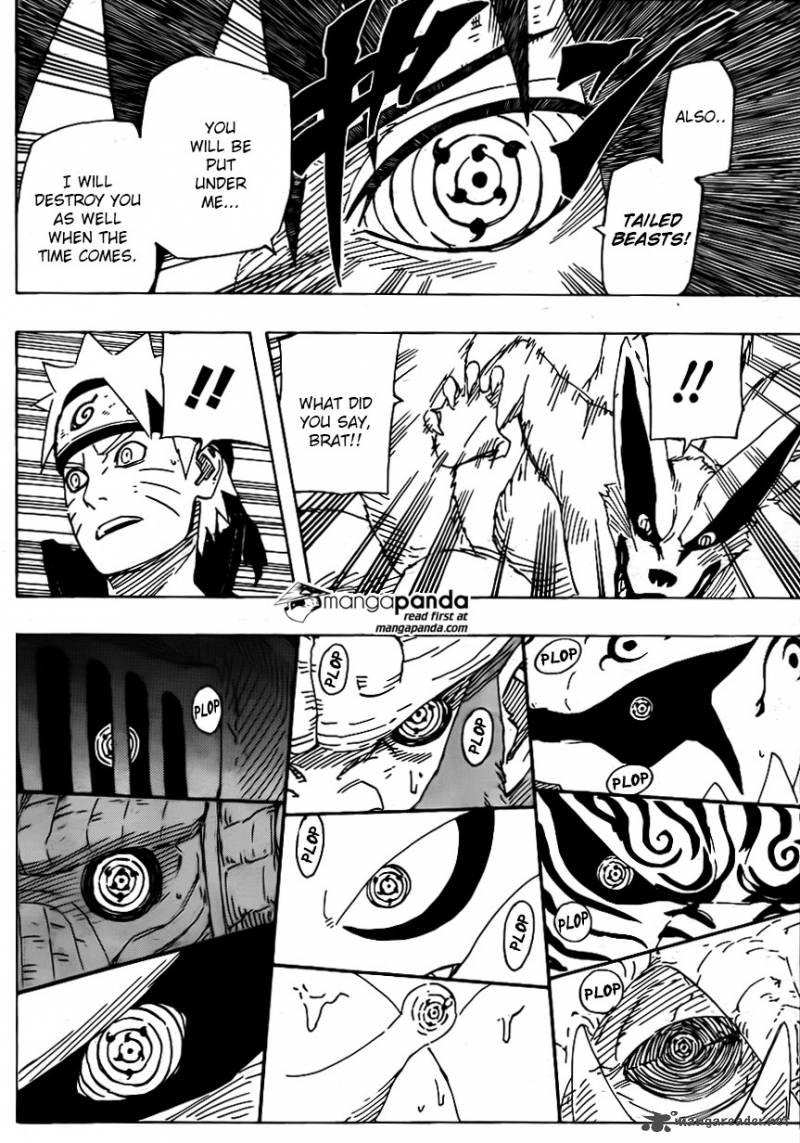 ALSO..
TAILED
BEASTS!
YOU
WILL
BE
PUT
UNDER
ME...
I WILL
DESTROY YOU
AS WELL
WHEN THE
TIME COMES.
!!
WHAT DID
YOU SAY,
BRAT!!
!!
mangapanda
read first at
mangapanda.com
PLOP
PLOP
PLOP
PLOP
PLOP
PLOP
PLOP
PLOP
PLOP
mangareader.net